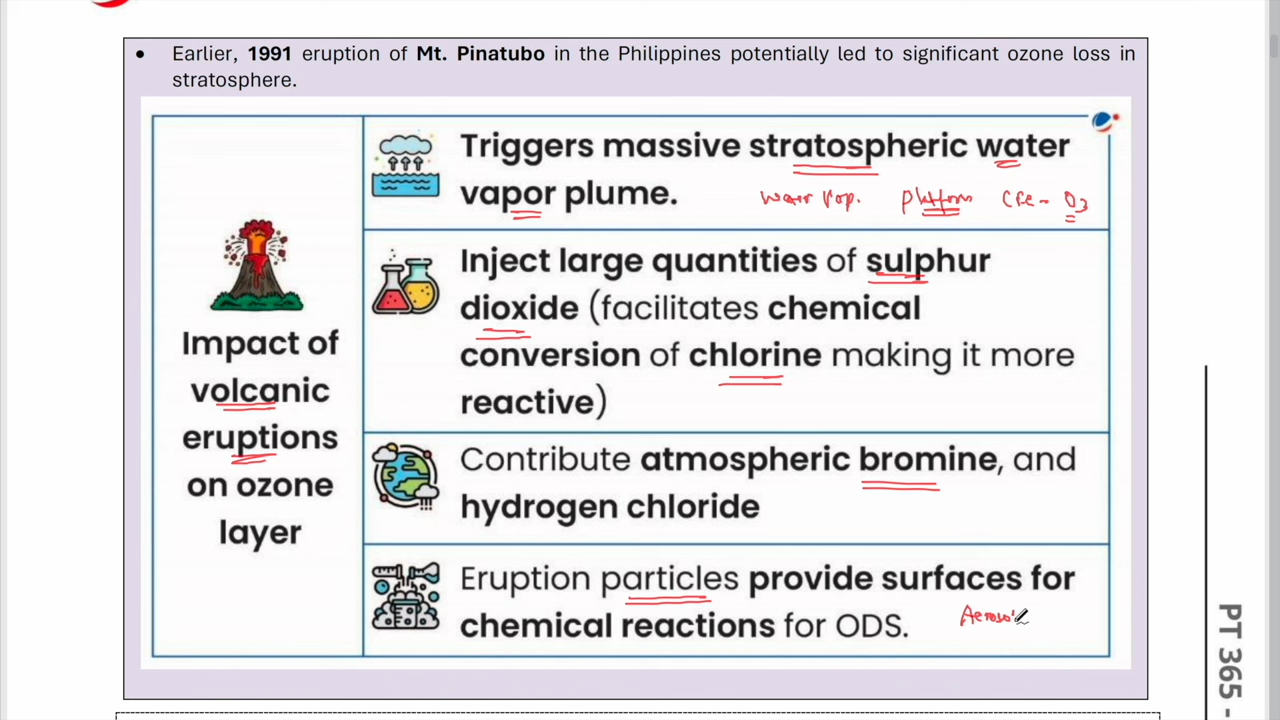 • Earlier, 1991 eruption of Mt. Pinatubo in the Philippines potentially led to significant ozone loss in
stratosphere.
Impact of
volcanic
eruptions
on ozone
layer
Triggers massive stratospheric water
vapor plume.
water vap. platform O3
Inject large quantities of sulphur
dioxide (facilitates chemical
conversion of chlorine making it more
reactive)
Contribute atmospheric bromine, and
hydrogen chloride
Eruption particles provide surfaces for
chemical reactions for ODS.
PT 365 -